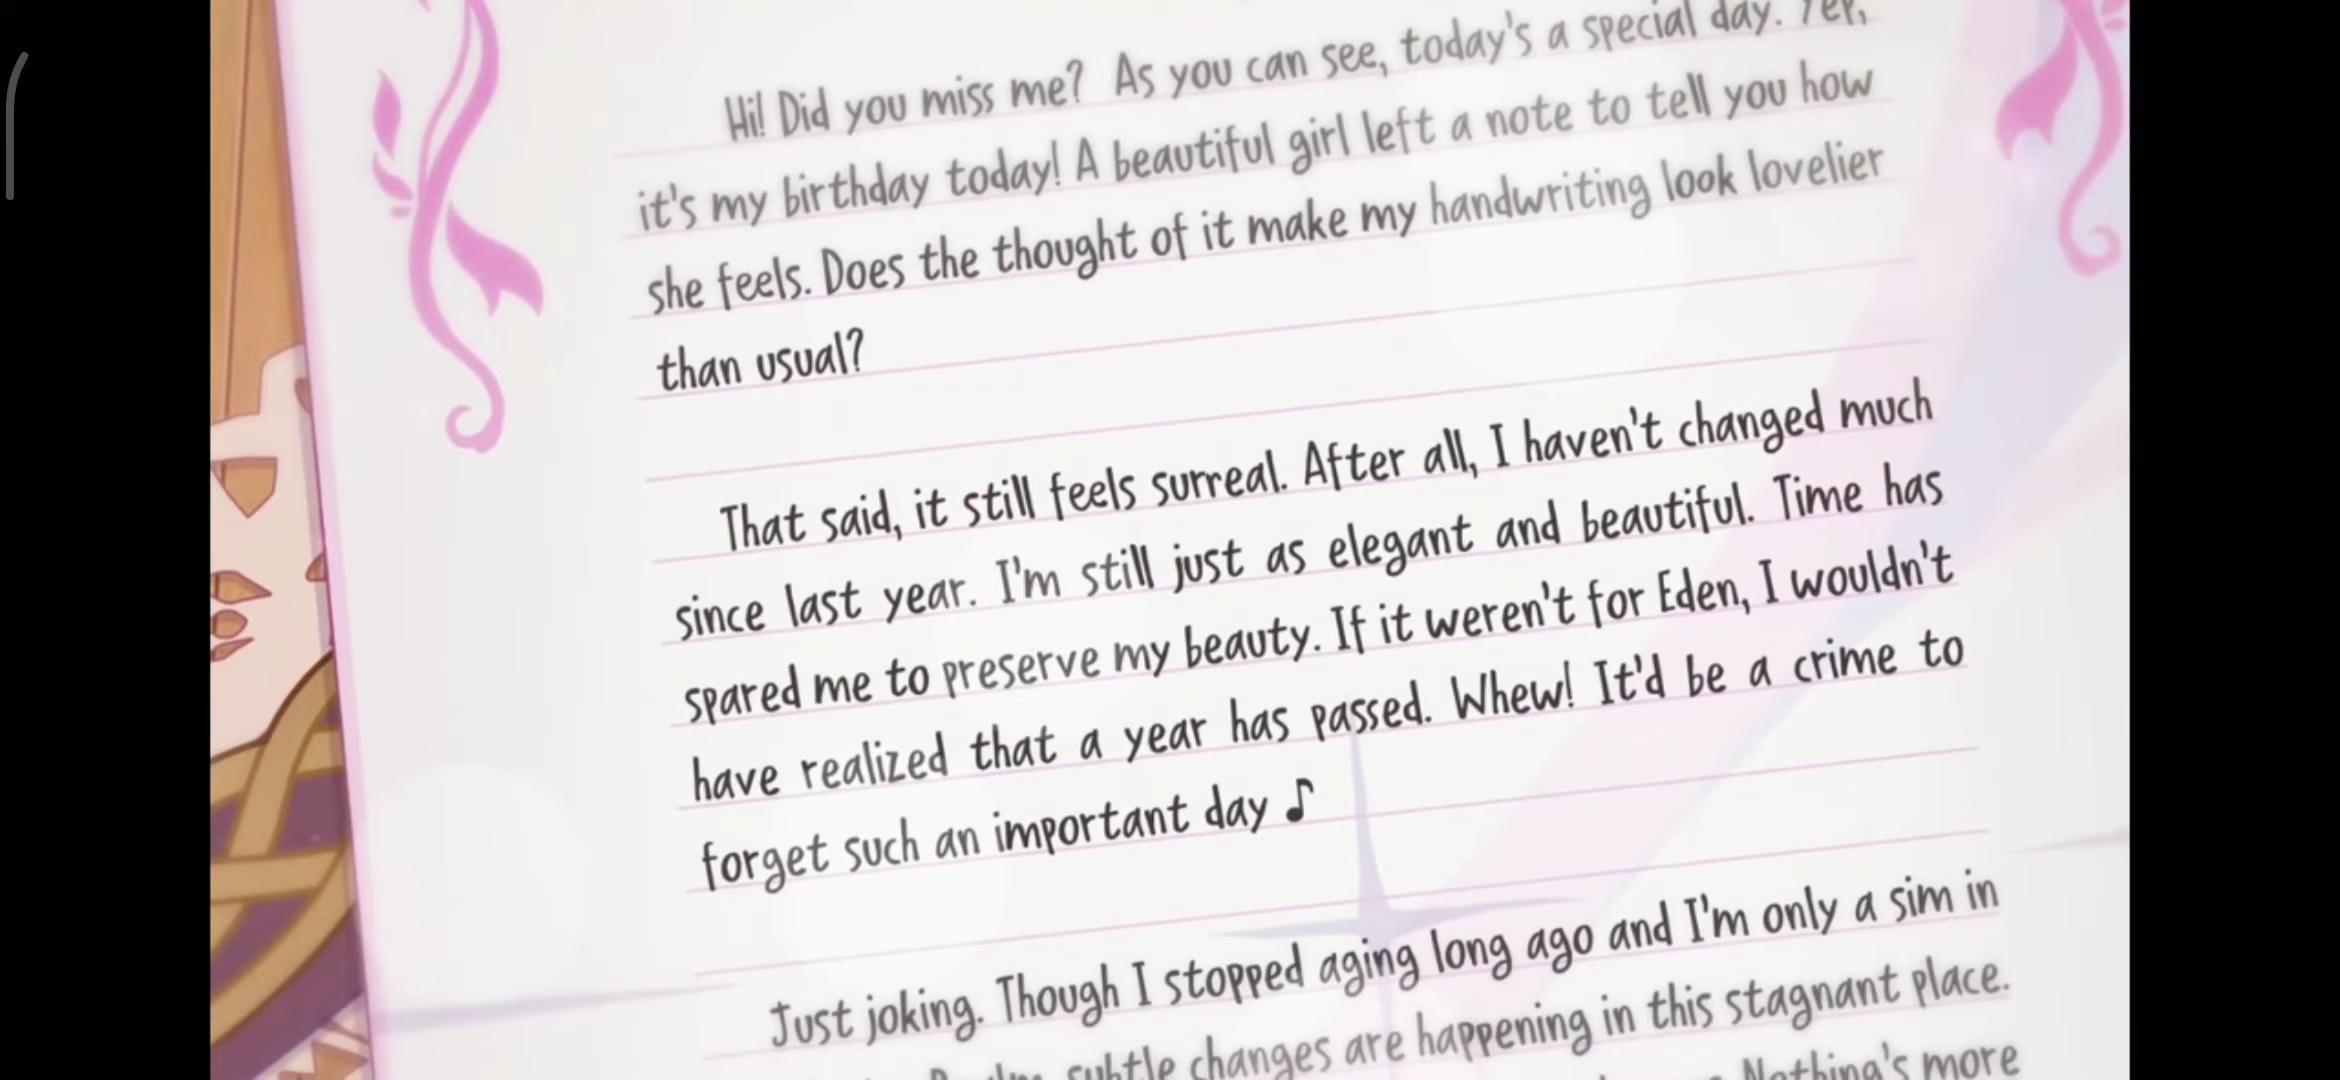 Hi! Did you miss me? As you can see, today's a special day. Yep,
it's my birthday today! A beautiful girl left a note to tell you how
she feels. Does the thought of it make my handwriting look lovelier
than usual?
That said, it still feels surreal. After all, I haven't changed much
since last year. I'm still just as elegant and beautiful. Time has
spared me to preserve my beauty. If it weren't for Eden, I wouldn't
have realized that a year has passed. Whew! It'd be a crime to
forget such an important day ♪
Just joking. Though I stopped aging long ago and I'm only a sim in
subtle changes are happening in this stagnant place.
Nothing's more